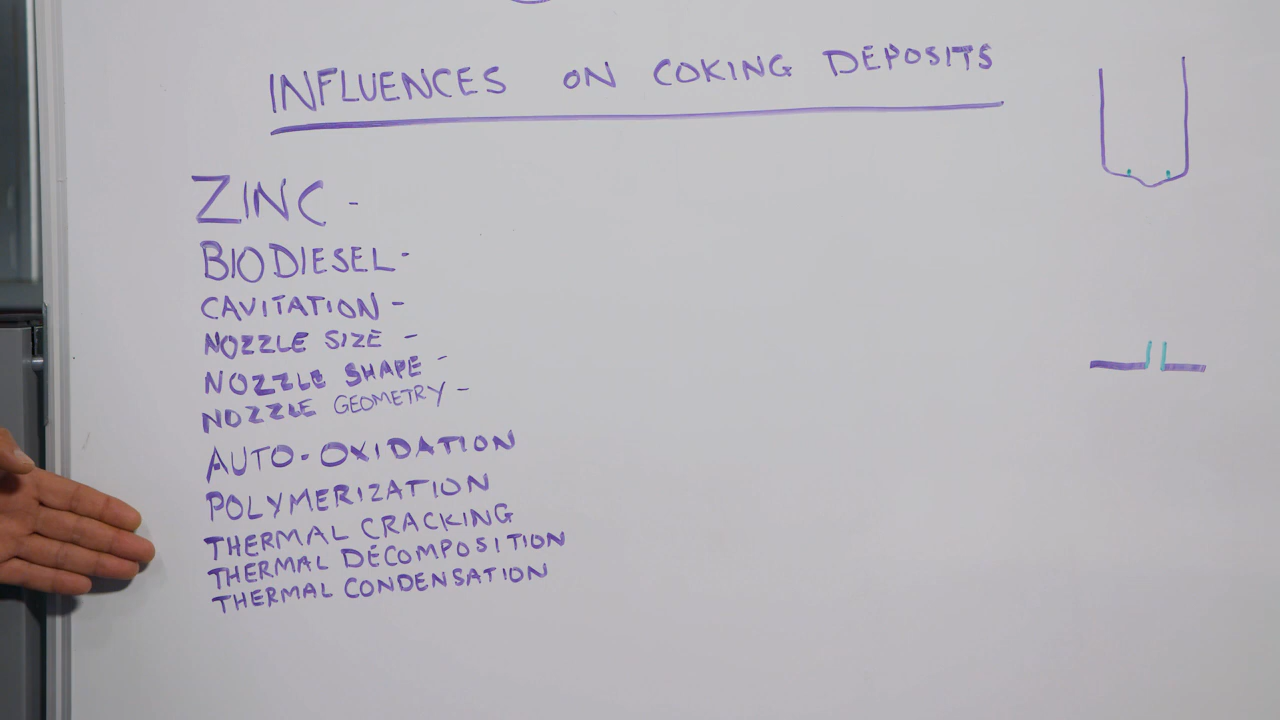 INFLUENCES ON COKING DEPOSITS
ZINC -
BIODIESEL -
CAVITATION -
NOZZLE SIZE -
NOZZLE SHAPE -
NOZZLE GEOMETRY -
AUTO-OXIDATION
POLYMERIZATION
THERMAL CRACKING
THERMAL DECOMPOSITION
THERMAL CONDENSATION